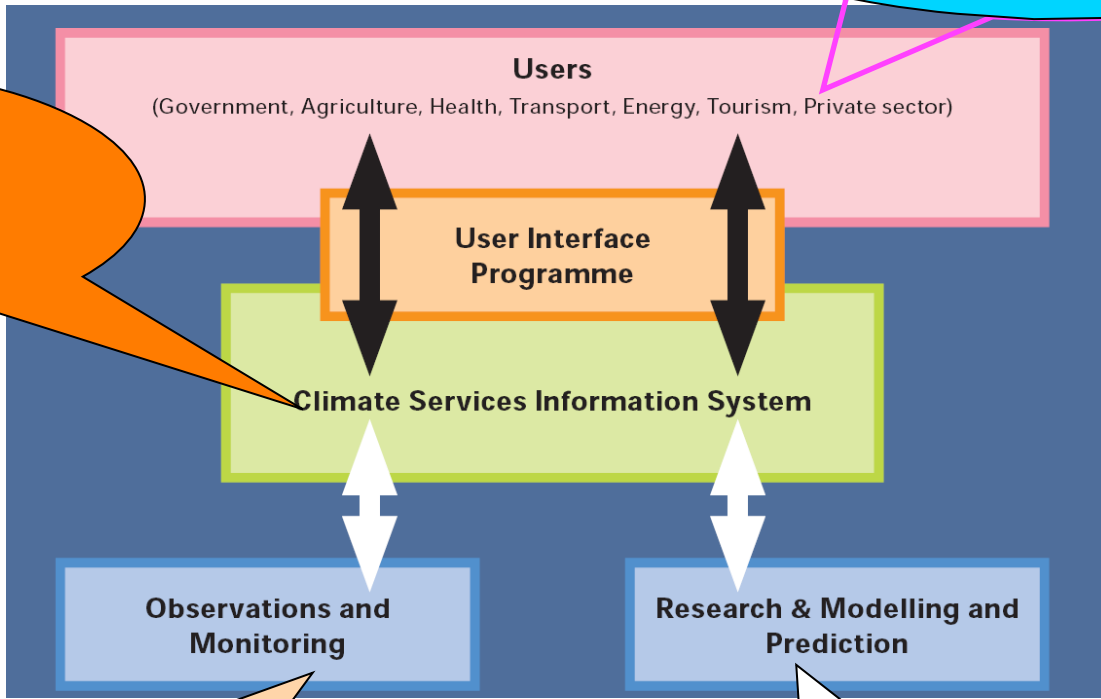 Users
(Government, Agriculture, Health, Transport, Energy, Tourism, Private sector)
User Interface
Programme
Climate Services Information System
Observations and
Monitoring
Research & Modelling and
Prediction